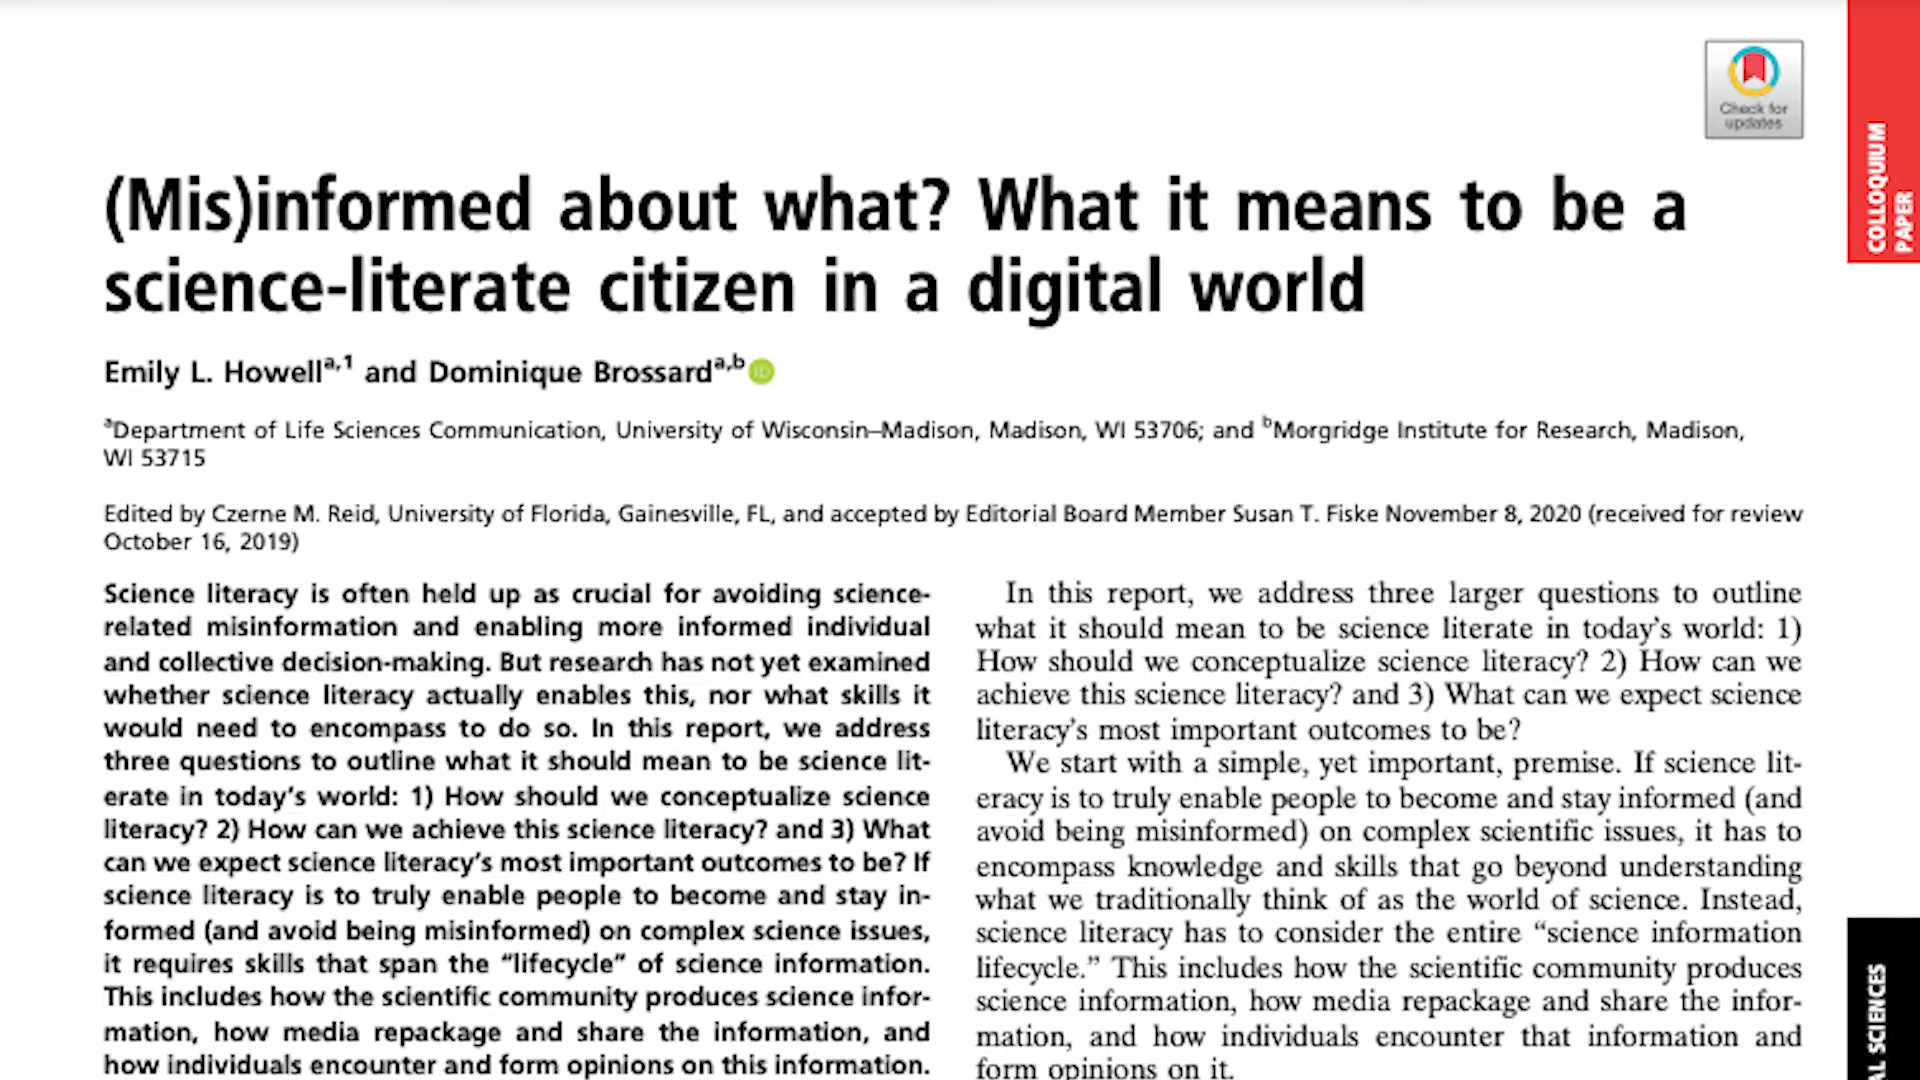 Check for
updates
COLLOQUIUM
PAPER
(Mis)informed about what? What it means to be a
science-literate citizen in a digital world
Emily L. Howellᵃ,¹ and Dominique Brossardᵃ,ᵇ iD
ᵃDepartment of Life Sciences Communication, University of Wisconsin–Madison, Madison, WI 53706; and ᵇMorgridge Institute for Research, Madison,
WI 53715
Edited by Czerne M. Reid, University of Florida, Gainesville, FL, and accepted by Editorial Board Member Susan T. Fiske November 8, 2020 (received for review
October 16, 2019)
Science literacy is often held up as crucial for avoiding science-
related misinformation and enabling more informed individual
and collective decision-making. But research has not yet examined
whether science literacy actually enables this, nor what skills it
would need to encompass to do so. In this report, we address
three questions to outline what it should mean to be science lit-
erate in today’s world: 1) How should we conceptualize science
literacy? 2) How can we achieve this science literacy? and 3) What
can we expect science literacy’s most important outcomes to be? If
science literacy is to truly enable people to become and stay in-
formed (and avoid being misinformed) on complex science issues,
it requires skills that span the “lifecycle” of science information.
This includes how the scientific community produces science infor-
mation, how media repackage and share the information, and
how individuals encounter and form opinions on this information.
In this report, we address three larger questions to outline
what it should mean to be science literate in today’s world: 1)
How should we conceptualize science literacy? 2) How can we
achieve this science literacy? and 3) What can we expect science
literacy’s most important outcomes to be?
We start with a simple, yet important, premise. If science lit-
eracy is to truly enable people to become and stay informed (and
avoid being misinformed) on complex scientific issues, it has to
encompass knowledge and skills that go beyond understanding
what we traditionally think of as the world of science. Instead,
science literacy has to consider the entire “science information
lifecycle.” This includes how the scientific community produces
science information, how media repackage and share the infor-
mation, and how individuals encounter that information and
form opinions on it.
SCIENCES